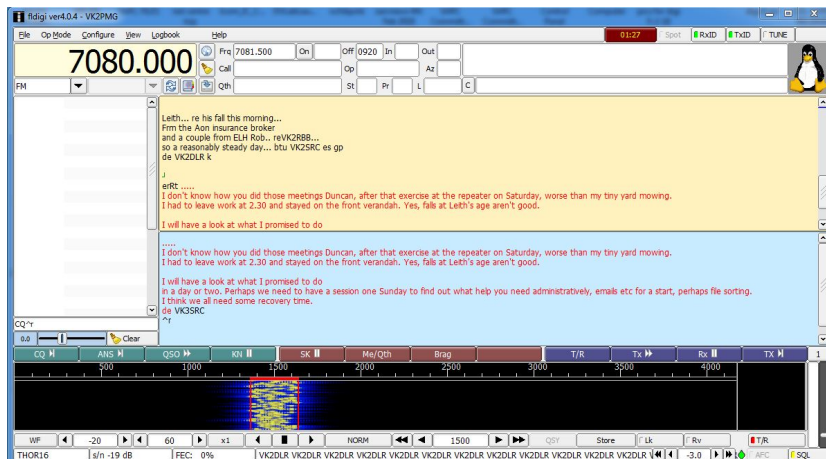 fldigi ver4.0.4 - VK2PMG
File Op Mode Configure View Logbook Help 01:27 Spot RxID TxID TUNE
7080.000 Frq 7081.500 On Off 0920 In Out
Call Op Az
FM Qth St Pr L C
Leith... re his fall this morning...
Frm the Aon insurance broker
and a couple from ELH Rob.. reVK2RBB...
so a reasonably steady day... btu VK2SRC es gp
de VK2DLR k
erRt .....
I don't know how you did those meetings Duncan, after that exercise at the repeater on Saturday, worse than my tiny yard mowing.
I had to leave work at 2.30 and stayed on the front verandah. Yes, falls at Leith's age aren't good.
I will have a look at what I promised to do
.....
I don't know how you did those meetings Duncan, after that exercise at the repeater on Saturday, worse than my tiny yard mowing.
I had to leave work at 2.30 and stayed on the front verandah. Yes, falls at Leith's age aren't good.
I will have a look at what I promised to do
in a day or two. Perhaps we need to have a session one Sunday to find out what help you need administratively, emails etc for a start, perhaps file sorting.
I think we all need some recovery time.
de VK3SRC
^r
CQ^r
0.0 Clear
CQ ANS QSO KN SK Me/Qth Brag T/R Tx Rx TX 1
500 1000 1500 2000 2500 3000 3500 4000
WF -20 60 x1 NORM 1500 QSY Store Lk Rv T/R
THOR16 s/n -19 dB FEC: 0% VK2DLR VK2DLR VK2DLR VK2DLR VK2DLR VK2DLR VK2DLR VK2DLR VK2DLR -3.0 AFC SQL